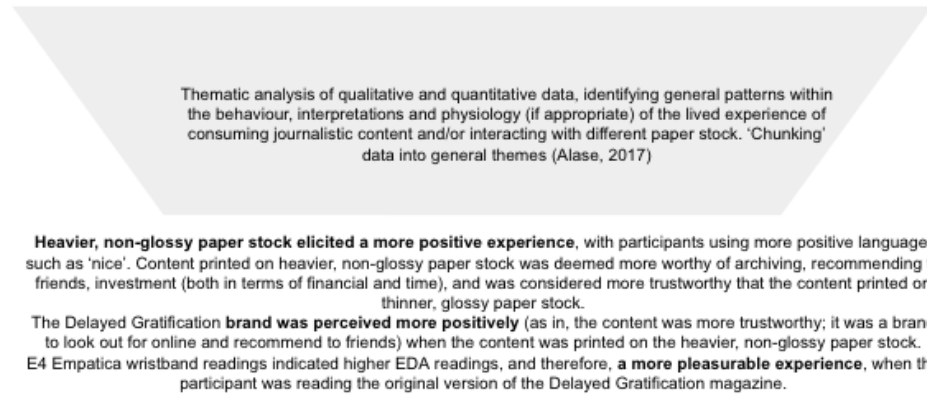 Thematic analysis of qualitative and quantitative data, identifying general patterns within
the behaviour, interpretations and physiology (if appropriate) of the lived experience of
consuming journalistic content and/or interacting with different paper stock. ‘Chunking’
data into general themes (Alase, 2017)
Heavier, non-glossy paper stock elicited a more positive experience, with participants using more positive language
such as ‘nice’. Content printed on heavier, non-glossy paper stock was deemed more worthy of archiving, recommending
friends, investment (both in terms of financial and time), and was considered more trustworthy that the content printed on
thinner, glossy paper stock.
The Delayed Gratification brand was perceived more positively (as in, the content was more trustworthy; it was a bran
to look out for online and recommend to friends) when the content was printed on the heavier, non-glossy paper stock.
E4 Empatica wristband readings indicated higher EDA readings, and therefore, a more pleasurable experience, when th
participant was reading the original version of the Delayed Gratification magazine.